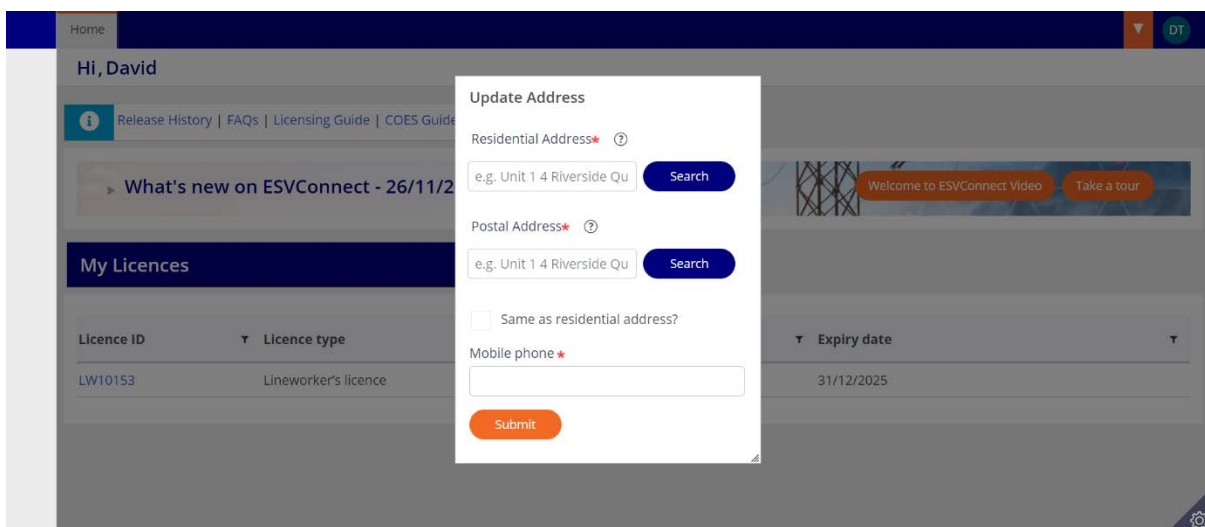 Home
DT
Hi, David
Release History | FAQs | Licensing Guide | COES Guide
What's new on ESVConnect - 26/11/2
Welcome to ESVConnect Video
Take a tour
My Licences
Licence ID
Licence type
Expiry date
LW10153
Lineworker's licence
31/12/2025
Update Address
Residential Address* ?
e.g. Unit 1 4 Riverside Qu
Search
Postal Address* ?
e.g. Unit 1 4 Riverside Qu
Search
Same as residential address?
Mobile phone *
Submit